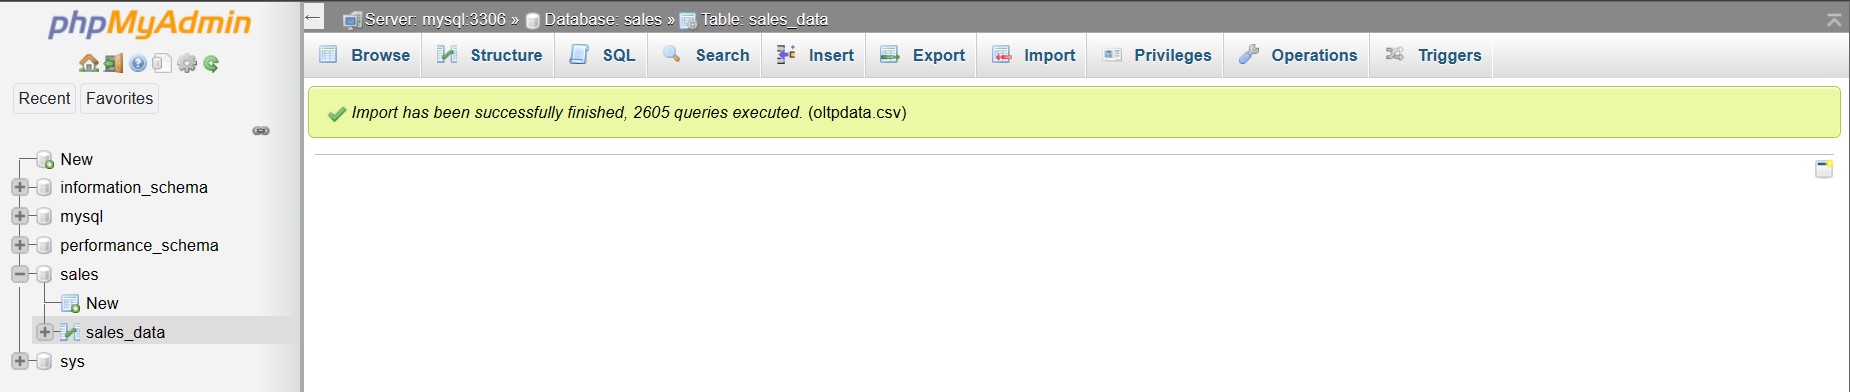 phpMyAdmin
Recent Favorites
New
information_schema
mysql
performance_schema
sales
New
sales_data
sys
Server: mysql:3306 » Database: sales » Table: sales_data
Browse Structure SQL Search Insert Export Import Privileges Operations Triggers
Import has been successfully finished, 2605 queries executed. (oltpdata.csv)